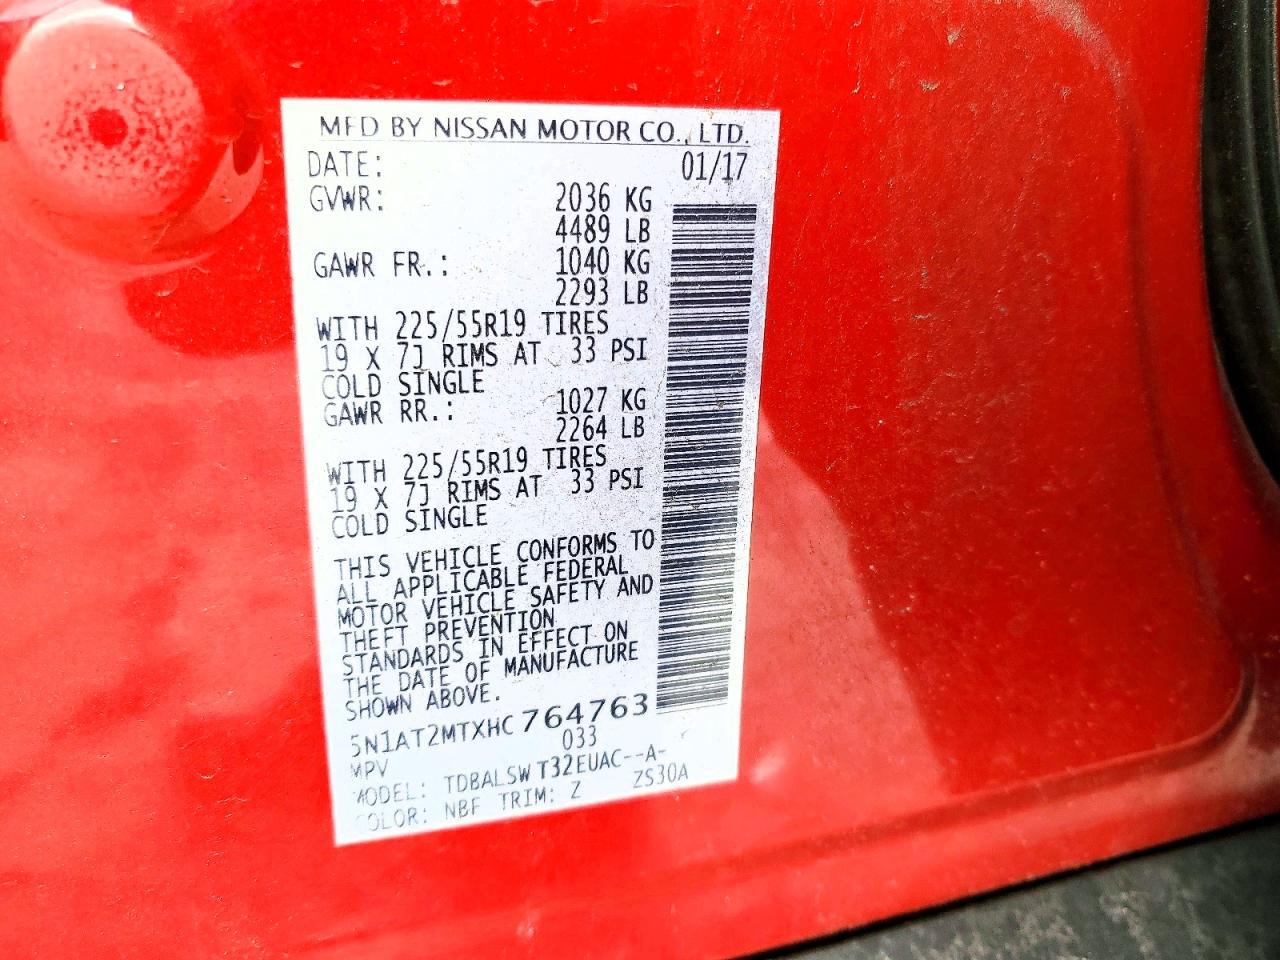 MFD BY NISSAN MOTOR CO., LTD.
DATE: 01/17
GVWR: 2036 KG
4489 LB
GAWR FR.: 1040 KG
2293 LB
WITH 225/55R19 TIRES
19 X 7J RIMS AT 33 PSI
COLD SINGLE
GAWR RR.: 1027 KG
2264 LB
WITH 225/55R19 TIRES
19 X 7J RIMS AT 33 PSI
COLD SINGLE
THIS VEHICLE CONFORMS TO
ALL APPLICABLE FEDERAL
MOTOR VEHICLE SAFETY AND
THEFT PREVENTION
STANDARDS IN EFFECT ON
THE DATE OF MANUFACTURE
SHOWN ABOVE.
5N1AT2MTXHC764763
MPV 033
MODEL: TDBALSW T32EUAC--A-
COLOR: NBF TRIM: Z ZS30A